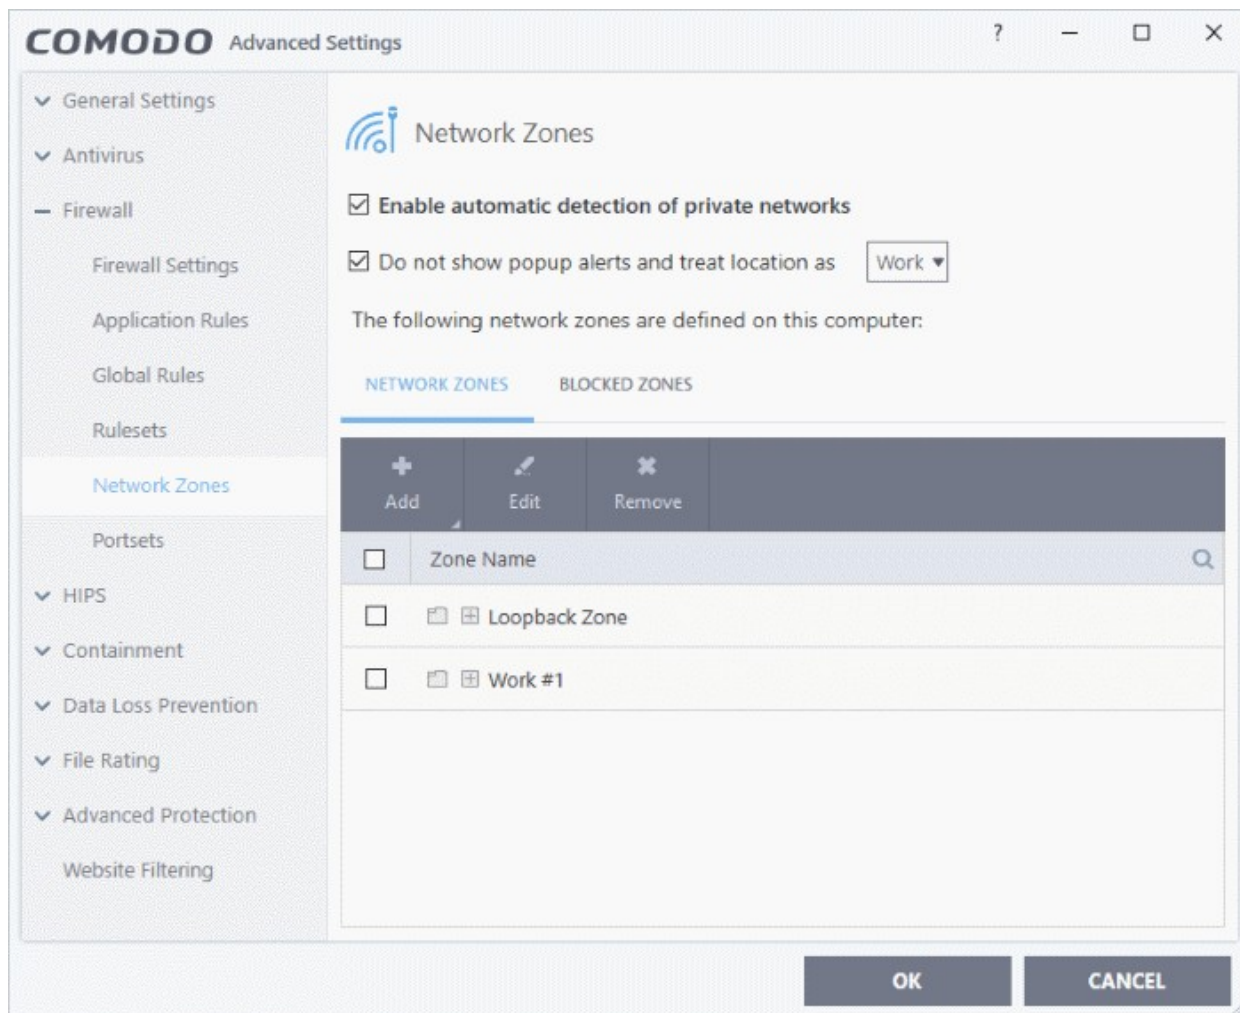 COMODO Advanced Settings ?
General Settings
Antivirus
Firewall
Firewall Settings
Application Rules
Global Rules
Rulesets
Network Zones
Portsets
HIPS
Containment
Data Loss Prevention
File Rating
Advanced Protection
Website Filtering
Network Zones
Enable automatic detection of private networks
Do not show popup alerts and treat location as Work
The following network zones are defined on this computer:
NETWORK ZONES BLOCKED ZONES
Add Edit Remove
Zone Name
Loopback Zone
Work #1
OK CANCEL